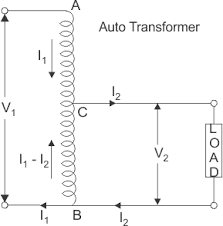 A
Auto Transformer
I₁
I₂
C
V₁
V₂
LOAD
I₁ - I₂
I₁
B
I₂